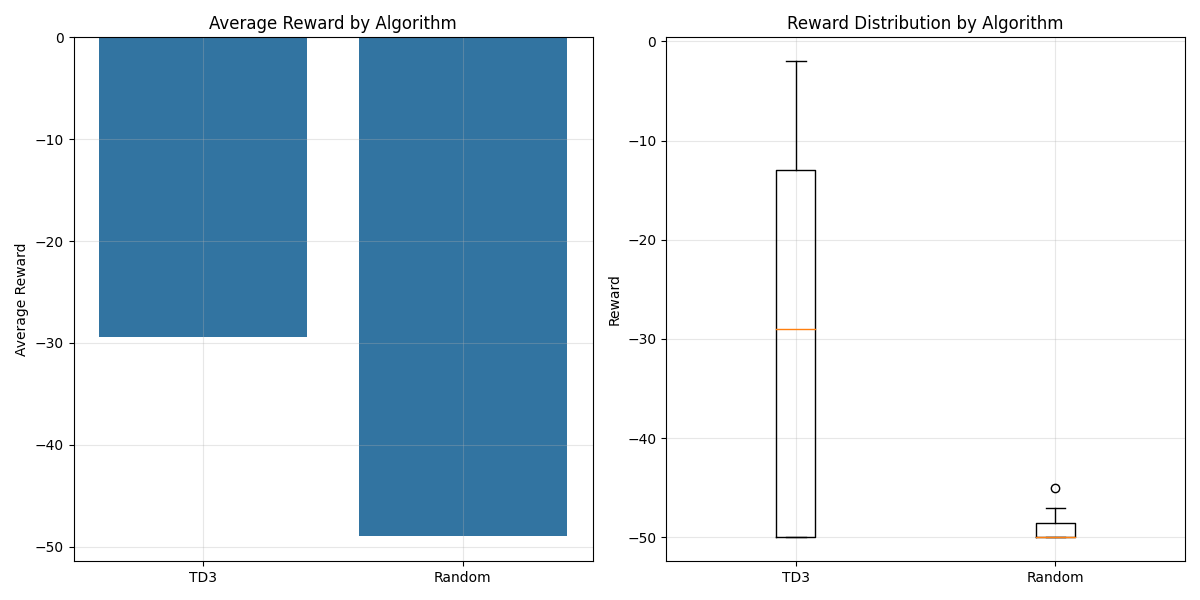 Average Reward by Algorithm
Average Reward
0
−10
−20
−30
−40
−50
TD3
Random
Reward Distribution by Algorithm
Reward
0
−10
−20
−30
−40
−50
TD3
Random